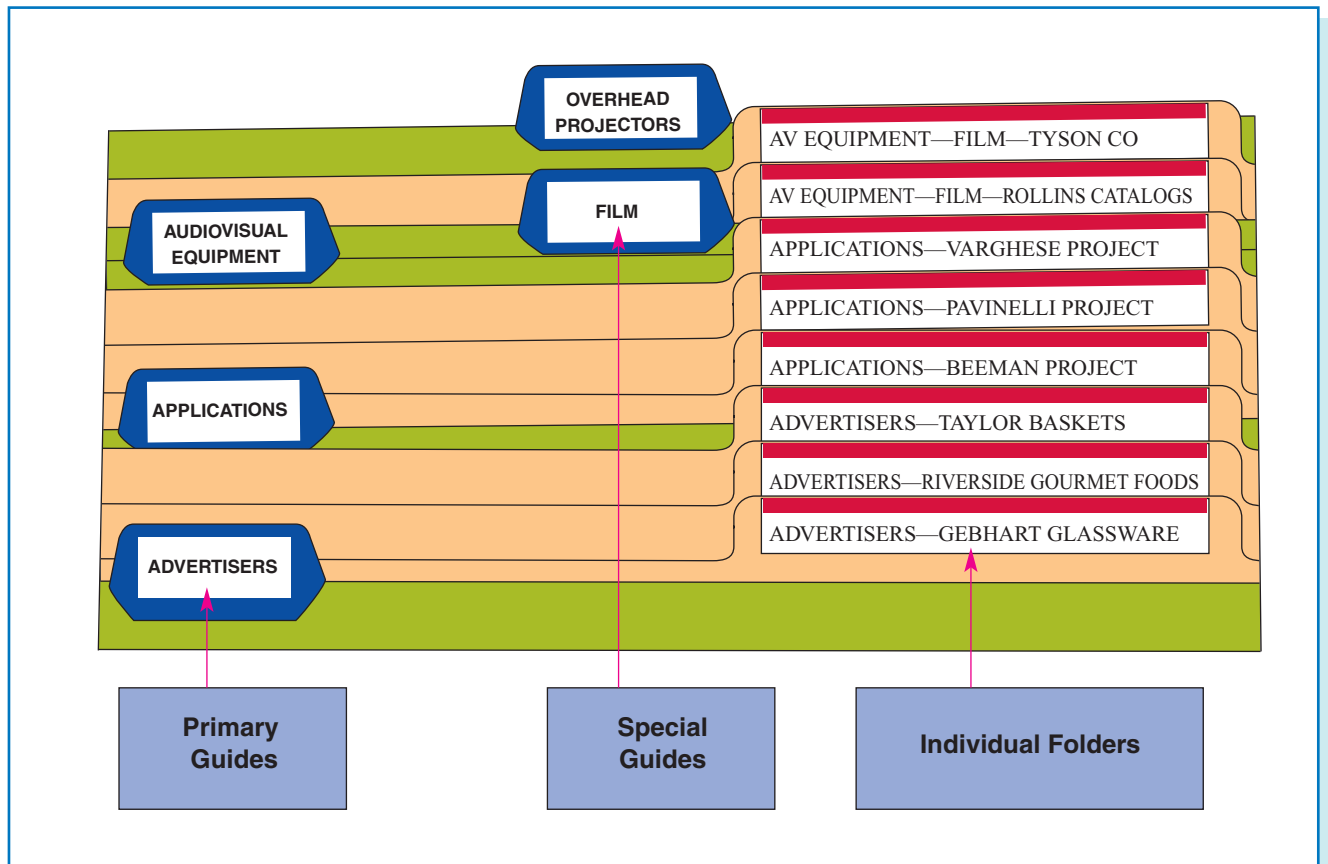 OVERHEAD
PROJECTORS
AV EQUIPMENT—FILM—TYSON CO
AV EQUIPMENT—FILM—ROLLINS CATALOGS
FILM
AUDIOVISUAL
EQUIPMENT
APPLICATIONS—VARGHESE PROJECT
APPLICATIONS—PAVINELLI PROJECT
APPLICATIONS—BEEMAN PROJECT
APPLICATIONS
ADVERTISERS—TAYLOR BASKETS
ADVERTISERS—RIVERSIDE GOURMET FOODS
ADVERTISERS—GEBHART GLASSWARE
ADVERTISERS
Primary
Guides
Special
Guides
Individual Folders